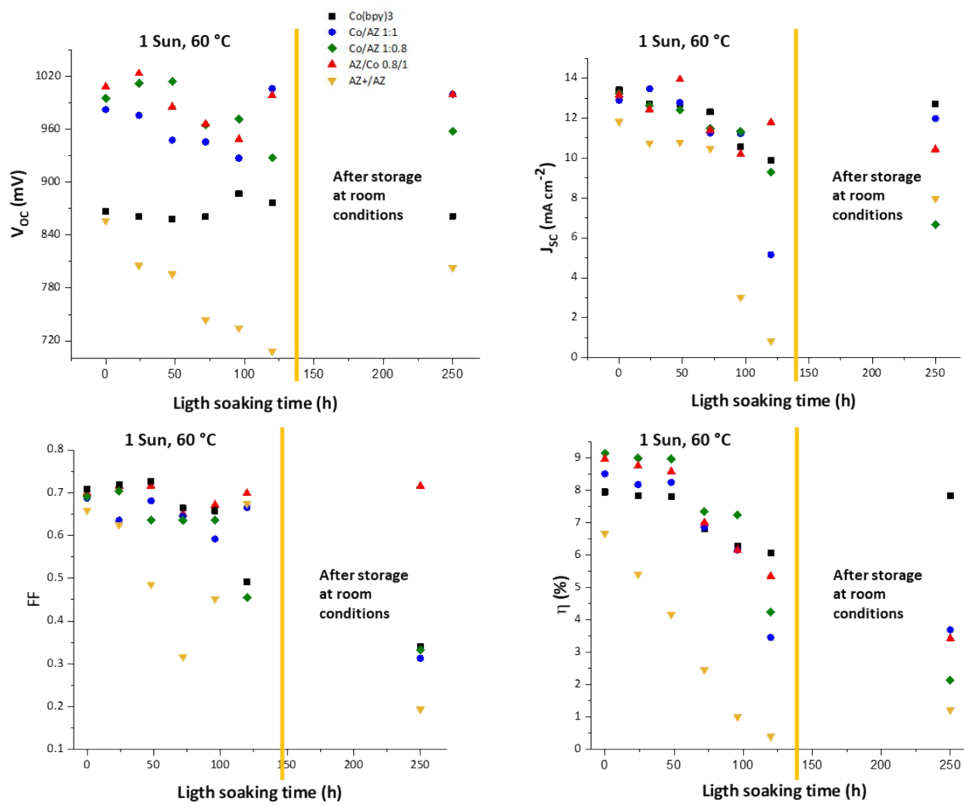 Co(bpy)3
Co/AZ 1:1
Co/AZ 1:0.8
AZ/Co 0.8/1
AZ+/AZ
1 Sun, 60 °C
1020
960
900
840
780
720
V_OC (mV)
After storage
at room
conditions
0
50
100
150
200
250
Ligth soaking time (h)
1 Sun, 60 °C
14
12
10
8
6
4
2
0
J_SC (mA cm⁻²)
After storage
at room
conditions
0
50
100
150
200
250
Ligth soaking time (h)
1 Sun, 60 °C
0.8
0.7
0.6
0.5
0.4
0.3
0.2
0.1
FF
After storage
at room
conditions
0
50
100
150
200
250
Ligth soaking time (h)
1 Sun, 60 °C
9
8
7
6
5
4
3
2
1
0
η (%)
After storage
at room
conditions
0
50
100
150
200
250
Ligth soaking time (h)